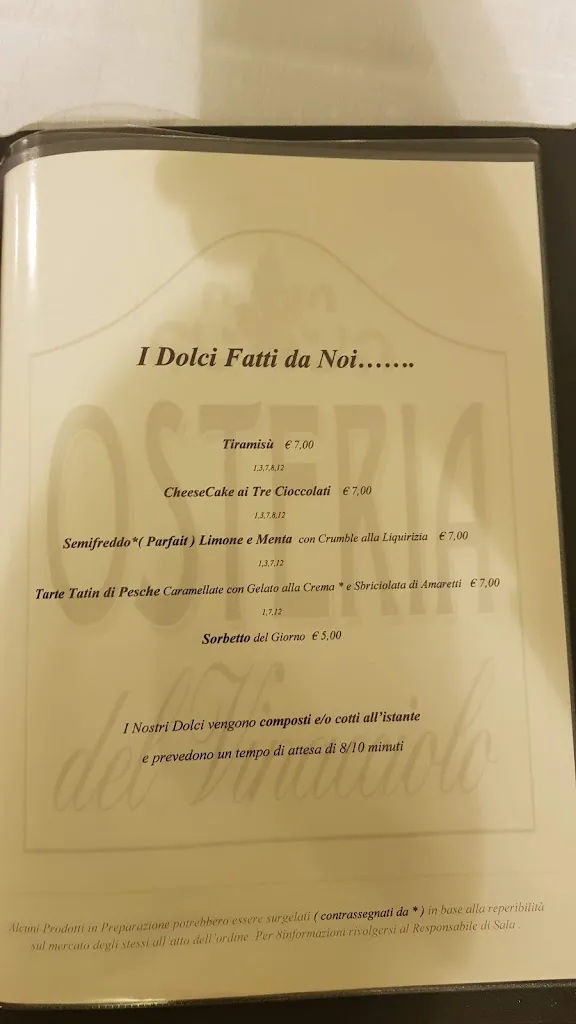 I Dolci Fatti da Noi…….
Tiramisù € 7,00
1,3,7,8,12
CheeseCake ai Tre Cioccolati € 7,00
1,3,7,8,12
Semifreddo*( Parfait ) Limone e Menta con Crumble alla Liquirizia € 7,00
1,3,7,12
Tarte Tatin di Pesche Caramellate con Gelato alla Crema * e Sbriciolata di Amaretti € 7,00
1,7,12
Sorbetto del Giorno € 5,00
OSTERIA
del Vinacciolo
I Nostri Dolci vengono composti e/o cotti all'istante
e prevedono un tempo di attesa di 8/10 minuti
Alcuni Prodotti in Preparazione potrebbero essere surgelati ( contrassegnati da * ) in base alla reperibilità
sul mercato degli stessi all'atto dell'ordine .Per 8informazioni rivolgersi al Responsabile di Sala .